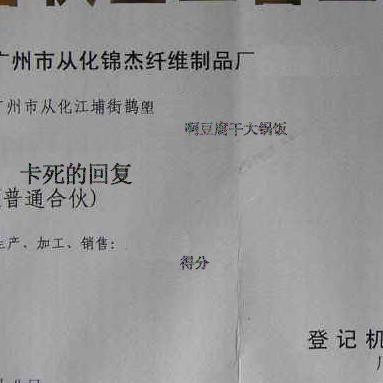 广州市从化锦杰纤维制品厂
广州市从化江埔街鹊塱
啊豆腐干大锅饭
卡死的回复
(普通合伙)
生产、加工、销售:
得分
登记机